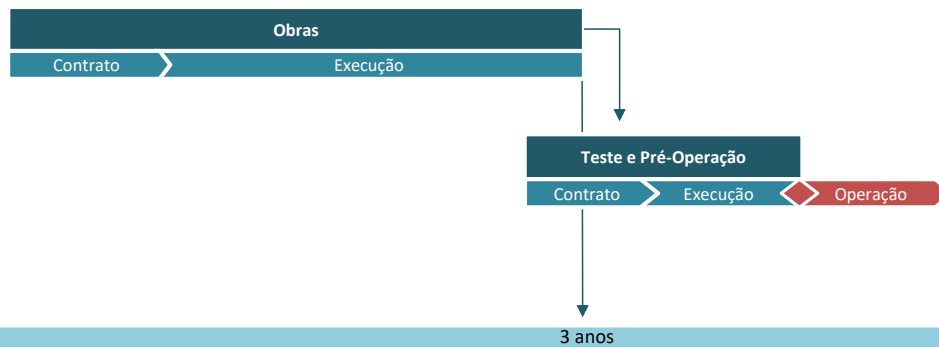 Obras
Contrato
Execução
Teste e Pré-Operação
Contrato
Execução
Operação
3 anos